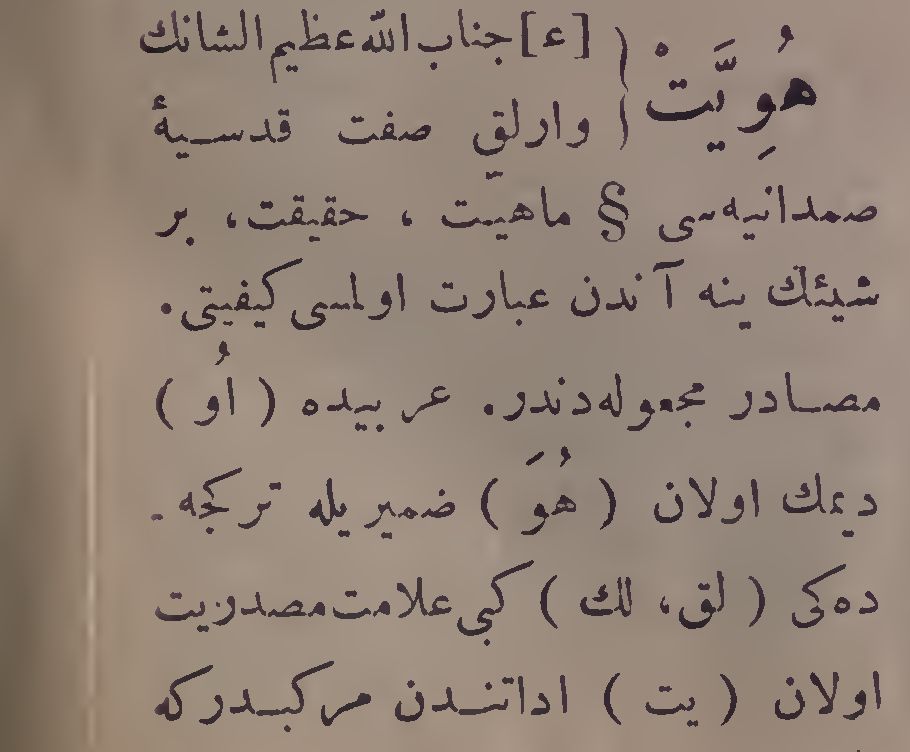 هُوِيَّتْ { [ع] جناب الله عظيم الشانك
وارلق صفت قدسيهٔ
صمدانيه‌سى § ماهيت ، حقيقت، بر
شيئك ينه آندن عبارت اولمسى كيفيتى.
مصادر مجعوله‌دندر. عربيده ( اُو )
ديمك اولان ( هُوَ ) ضميريله تركجه ـ
ده‌كى ( لق، لك ) كبى علامت مصدريت
اولان ( يت ) اداتندن مركبدركه